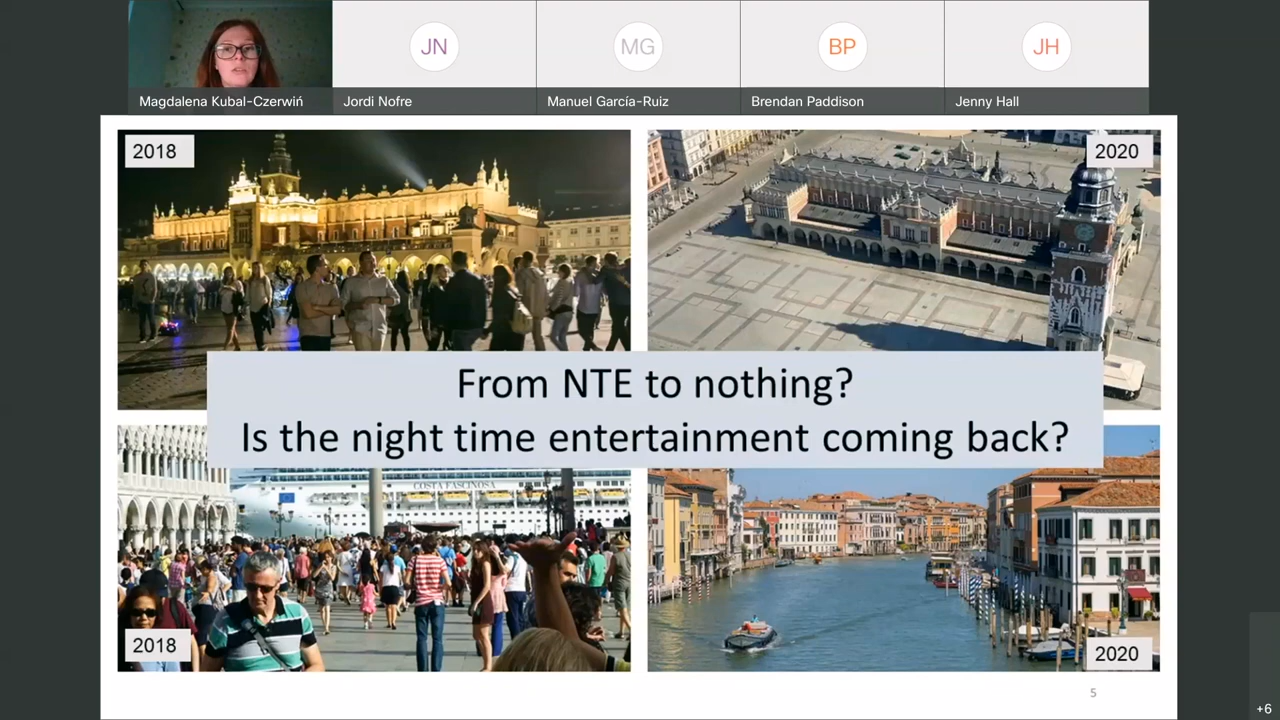 JN
MG
BP
JH
Magdalena Kubal-Czerwiń
Jordi Nofre
Manuel García-Ruiz
Brendan Paddison
Jenny Hall
2018
2020
From NTE to nothing?
Is the night time entertainment coming back?
COSTA FASCINOSA
2018
2020
5
+6